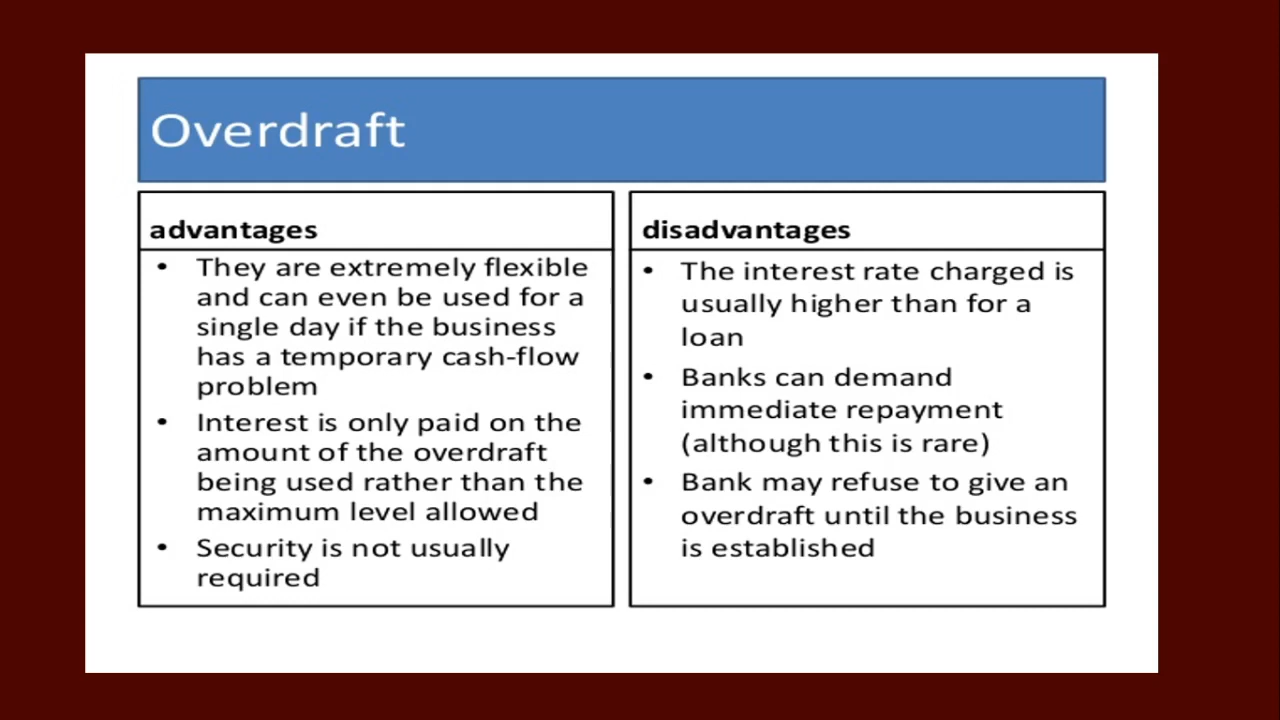 Overdraft
advantages
• They are extremely flexible
and can even be used for a
single day if the business
has a temporary cash-flow
problem
• Interest is only paid on the
amount of the overdraft
being used rather than the
maximum level allowed
• Security is not usually
required
disadvantages
• The interest rate charged is
usually higher than for a
loan
• Banks can demand
immediate repayment
(although this is rare)
• Bank may refuse to give an
overdraft until the business
is established